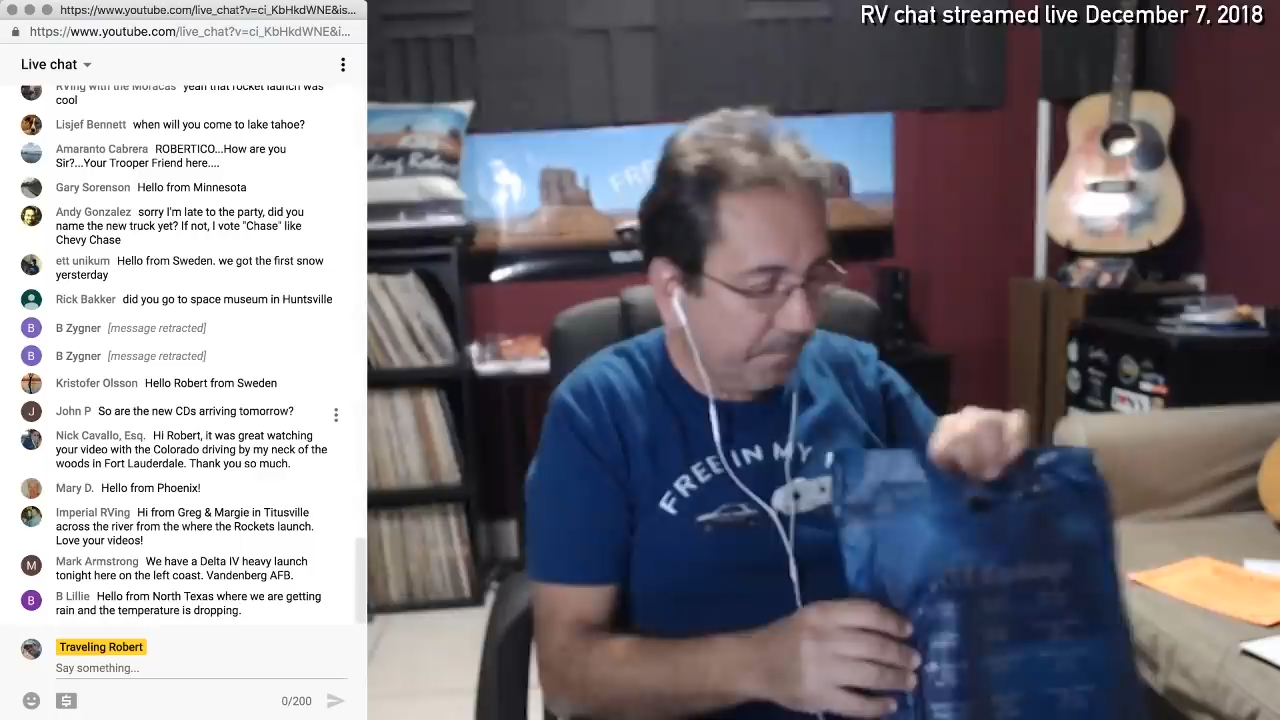 https://www.youtube.com/live_chat?v=ci_KbHkdWNE&is...
https://www.youtube.com/live_chat?v=ci_KbHkdWNE&i...
RV chat streamed live December 7, 2018
Live chat
RVing with the Moracas yeah that rocket launch was
cool
Lisjef Bennett when will you come to lake tahoe?
Amaranto Cabrera ROBERTICO...How are you
Sir?...Your Trooper Friend here....
Gary Sorenson Hello from Minnesota
Andy Gonzalez sorry I'm late to the party, did you
name the new truck yet? If not, I vote "Chase" like
Chevy Chase
ett unikum Hello from Sweden. we got the first snow
yersterday
Rick Bakker did you go to space museum in Huntsville
B B Zygner [message retracted]
B B Zygner [message retracted]
Kristofer Olsson Hello Robert from Sweden
J John P So are the new CDs arriving tomorrow?
Nick Cavallo, Esq. Hi Robert, it was great watching
your video with the Colorado driving by my neck of the
woods in Fort Lauderdale. Thank you so much.
Mary D. Hello from Phoenix!
Imperial RVing Hi from Greg & Margie in Titusville
across the river from the where the Rockets launch.
Love your videos!
M Mark Armstrong We have a Delta IV heavy launch
tonight here on the left coast. Vandenberg AFB.
B B Lillie Hello from North Texas where we are getting
rain and the temperature is dropping.
Traveling Robert
Say something...
0/200
FRE
FREE IN MY